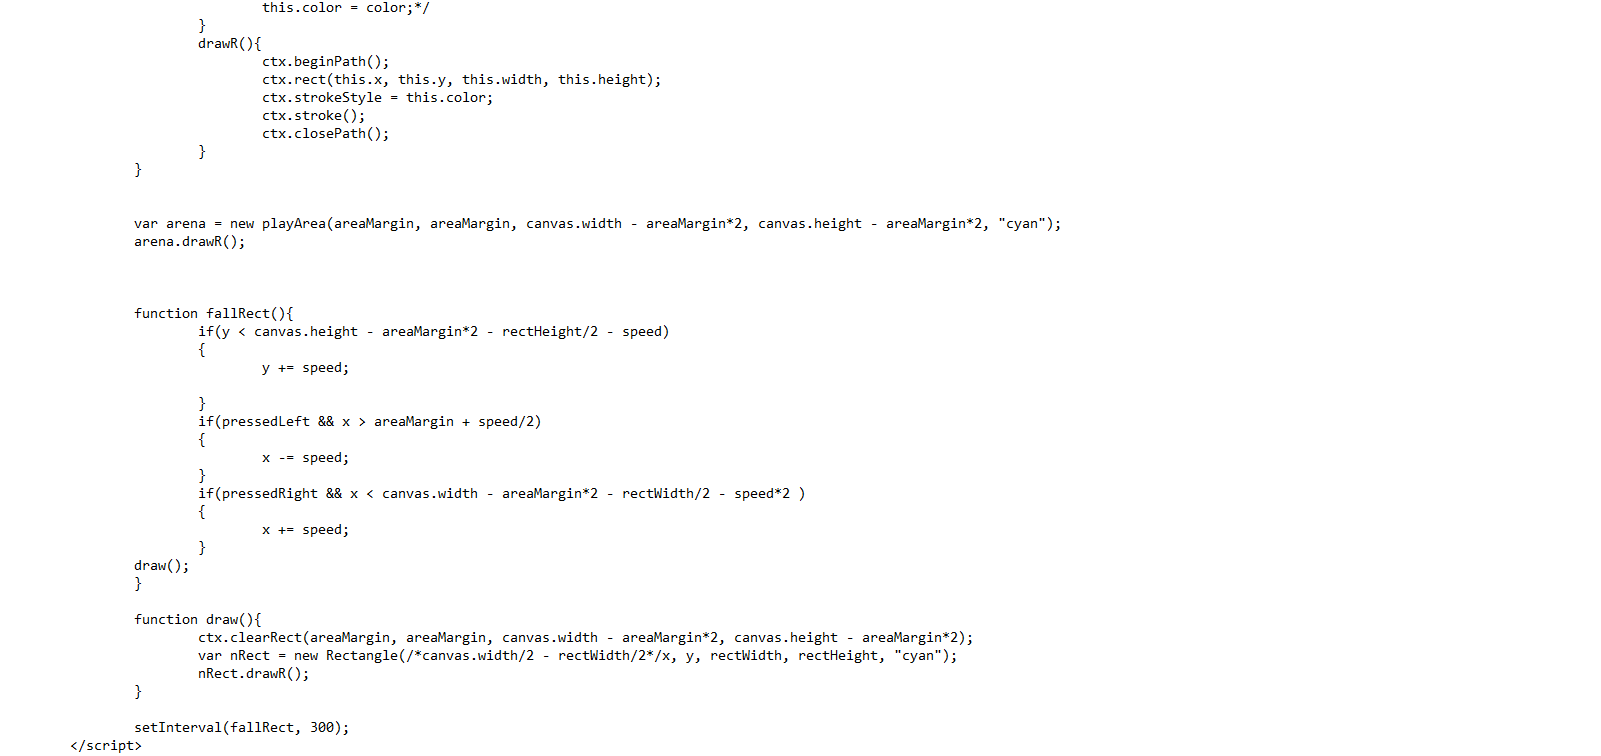 this.color = color;*/
}
drawR(){
ctx.beginPath();
ctx.rect(this.x, this.y, this.width, this.height);
ctx.strokeStyle = this.color;
ctx.stroke();
ctx.closePath();
}
}
var arena = new playArea(areaMargin, areaMargin, canvas.width - areaMargin*2, canvas.height - areaMargin*2, "cyan");
arena.drawR();
function fallRect(){
if(y < canvas.height - areaMargin*2 - rectHeight/2 - speed)
{
y += speed;
}
if(pressedLeft && x > areaMargin + speed/2)
{
x -= speed;
}
if(pressedRight && x < canvas.width - areaMargin*2 - rectWidth/2 - speed*2 )
{
x += speed;
}
draw();
}
function draw(){
ctx.clearRect(areaMargin, areaMargin, canvas.width - areaMargin*2, canvas.height - areaMargin*2);
var nRect = new Rectangle(/*canvas.width/2 - rectWidth/2*/x, y, rectWidth, rectHeight, "cyan");
nRect.drawR();
}
setInterval(fallRect, 300);
</script>